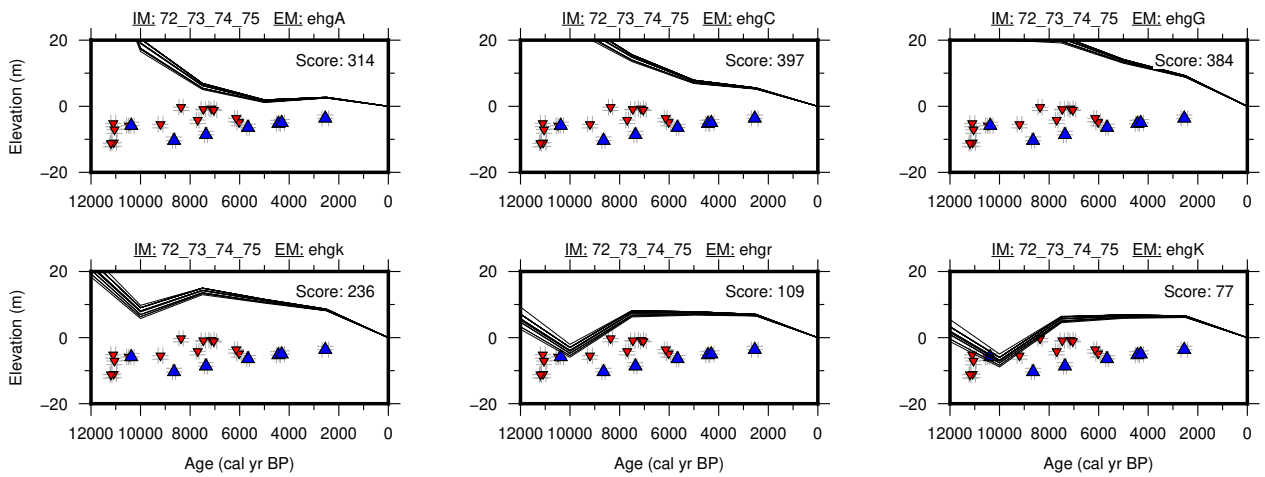 IM: 72_73_74_75 EM: ehgA
IM: 72_73_74_75 EM: ehgC
IM: 72_73_74_75 EM: ehgG
Elevation (m)
20
0
−20
Score: 314
12000 10000 8000 6000 4000 2000 0
20
0
−20
Score: 397
12000 10000 8000 6000 4000 2000 0
20
0
−20
Score: 384
12000 10000 8000 6000 4000 2000 0
IM: 72_73_74_75 EM: ehgk
IM: 72_73_74_75 EM: ehgr
IM: 72_73_74_75 EM: ehgK
Elevation (m)
20
0
−20
Score: 236
12000 10000 8000 6000 4000 2000 0
Age (cal yr BP)
20
0
−20
Score: 109
12000 10000 8000 6000 4000 2000 0
Age (cal yr BP)
20
0
−20
Score: 77
12000 10000 8000 6000 4000 2000 0
Age (cal yr BP)